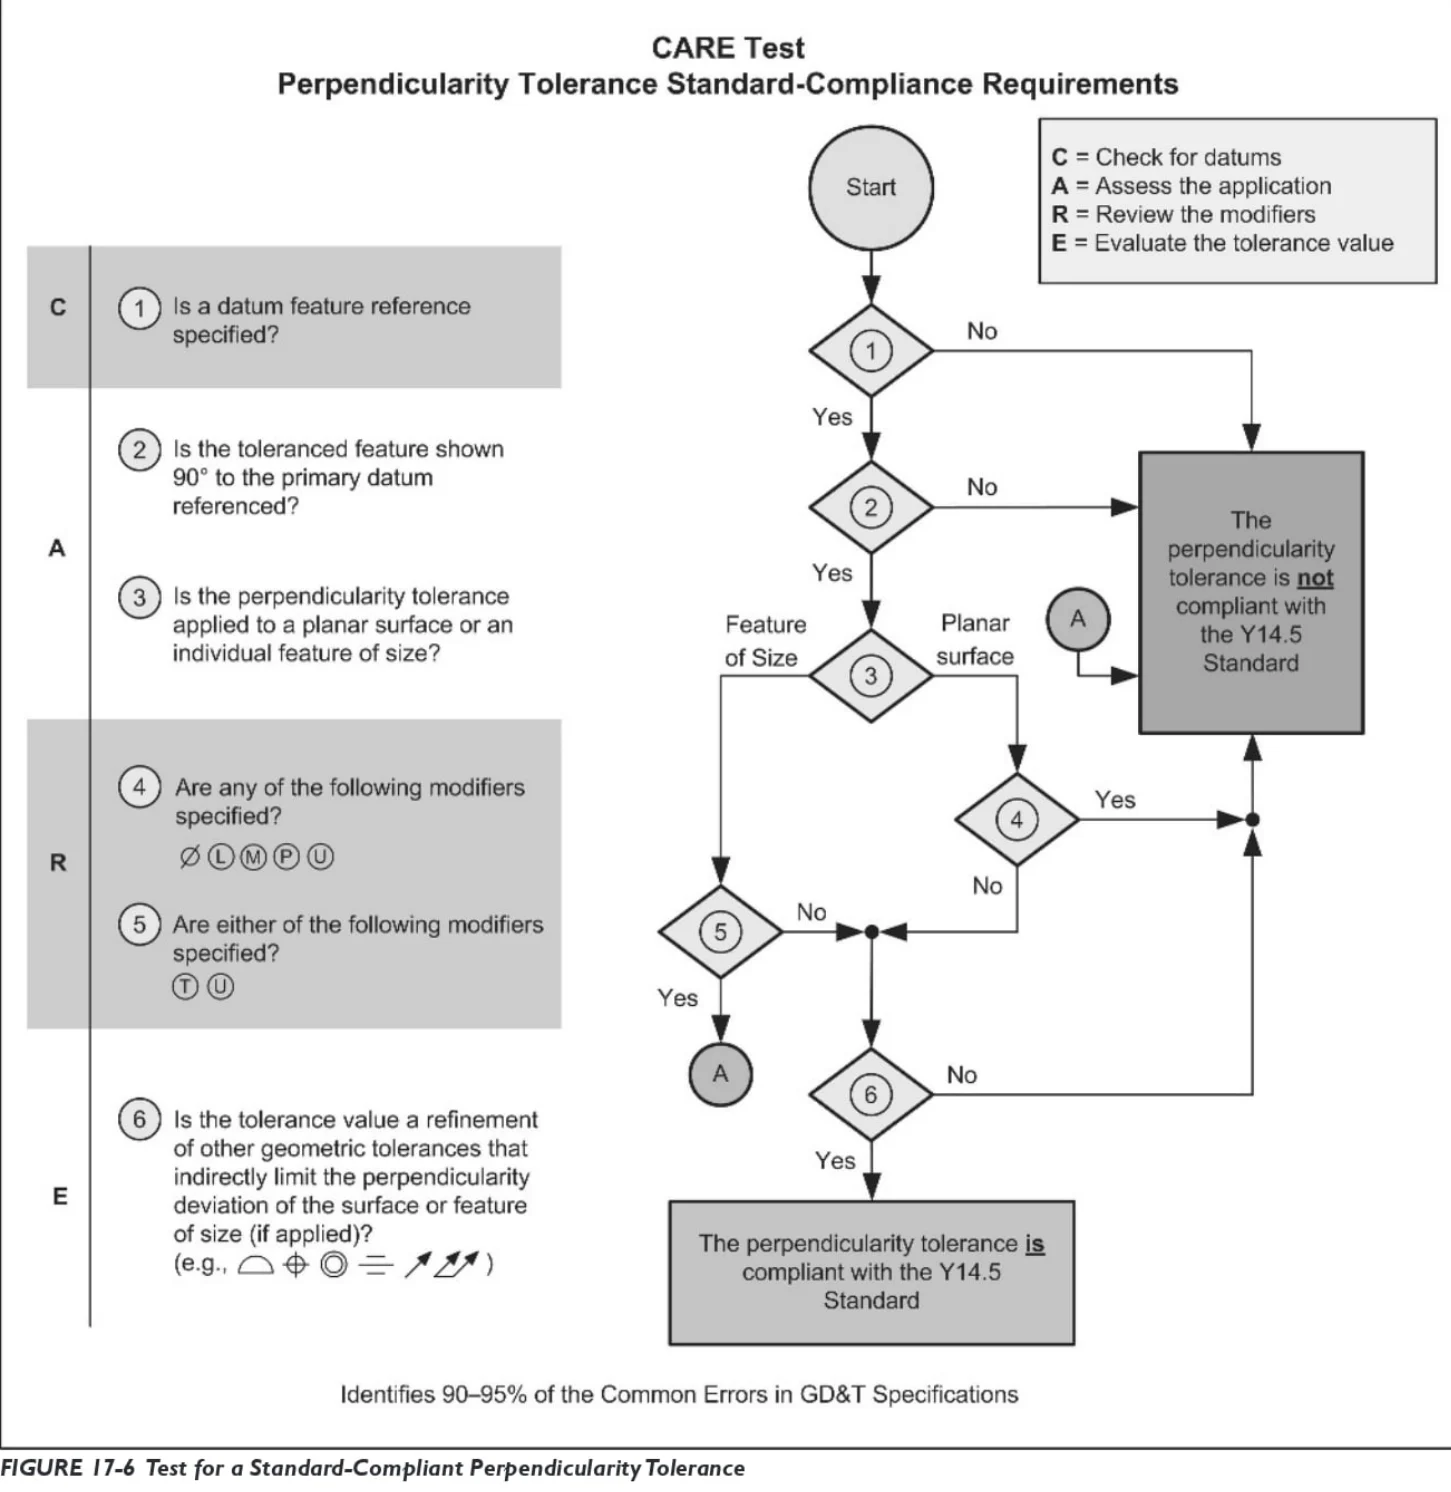 CARE Test
Perpendicularity Tolerance Standard-Compliance Requirements
C = Check for datums
A = Assess the application
R = Review the modifiers
E = Evaluate the tolerance value
C
1 Is a datum feature reference
specified?
A
2 Is the toleranced feature shown
90° to the primary datum
referenced?
3 Is the perpendicularity tolerance
applied to a planar surface or an
individual feature of size?
R
4 Are any of the following modifiers
specified?
⌀ Ⓛ Ⓜ Ⓟ Ⓤ
5 Are either of the following modifiers
specified?
Ⓣ Ⓤ
E
6 Is the tolerance value a refinement
of other geometric tolerances that
indirectly limit the perpendicularity
deviation of the surface or feature
of size (if applied)?
(e.g., ⌓ ⌖ ◎ ⌯ ↗ ⌰)
Start
1
No
Yes
2
No
Yes
Feature
of Size
3
Planar
surface
A
The
perpendicularity
tolerance is not
compliant with
the Y14.5
Standard
4
Yes
No
5
No
Yes
A
6
No
Yes
The perpendicularity tolerance is
compliant with the Y14.5
Standard
Identifies 90–95% of the Common Errors in GD&T Specifications
FIGURE 17-6 Test for a Standard-Compliant Perpendicularity Tolerance